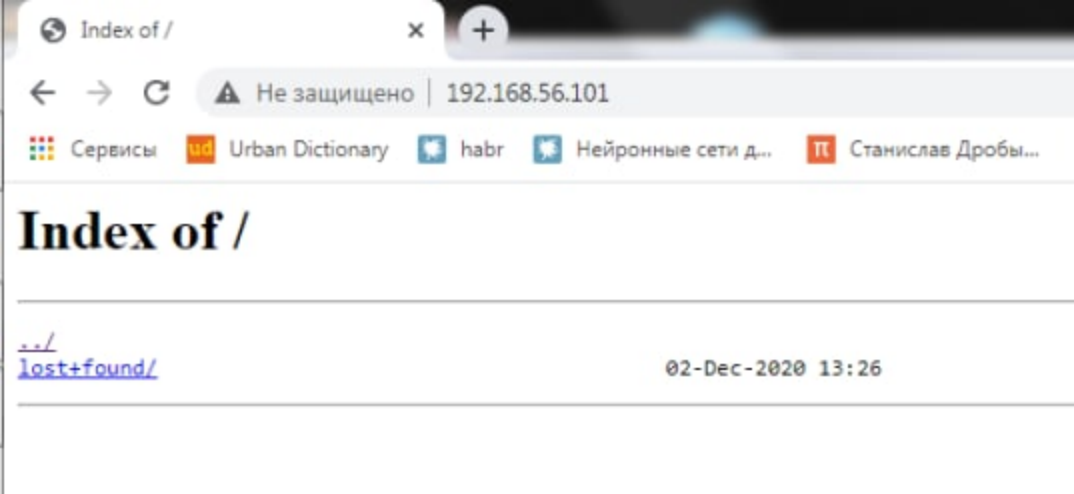 Index of /
Не защищено 192.168.56.101
Сервисы ud Urban Dictionary habr Нейронные сети д... π Станислав Дробы...
Index of /
../
lost+found/ 02-Dec-2020 13:26